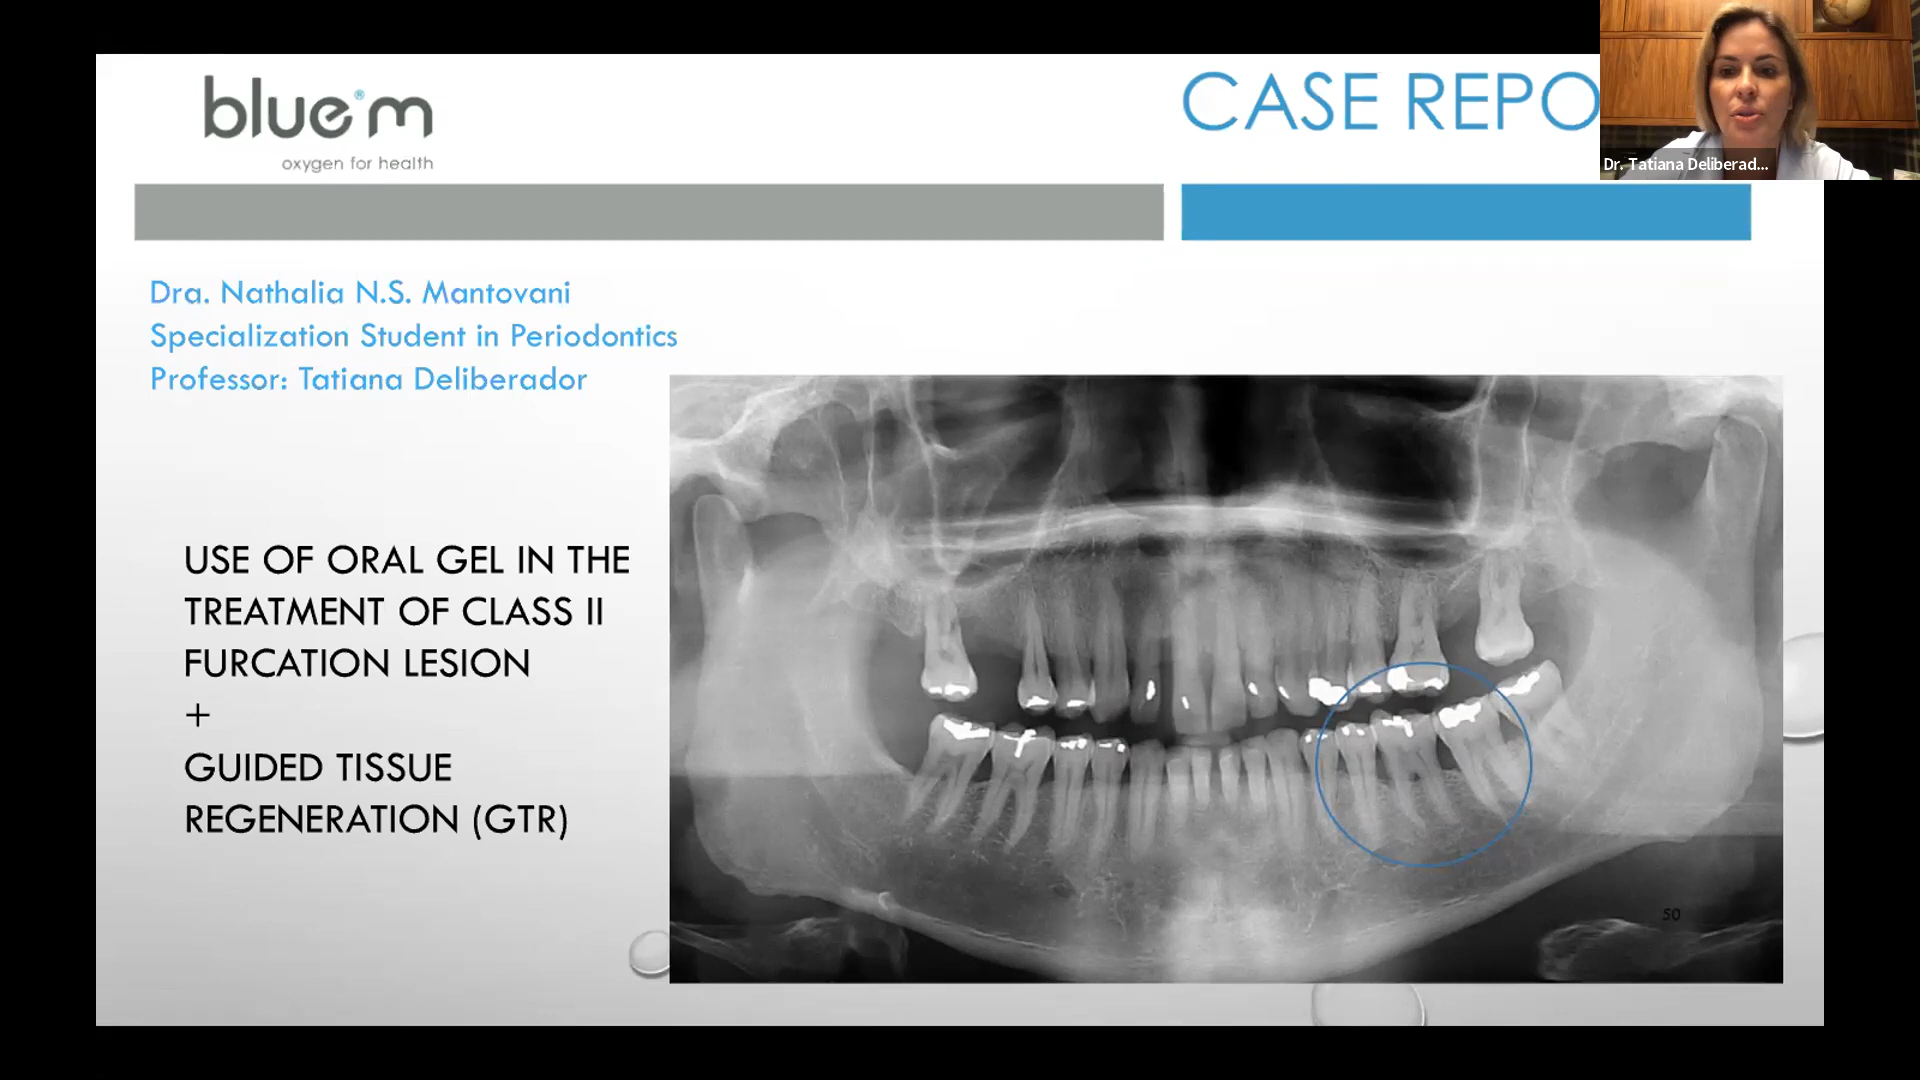 blue®m
oxygen for health
CASE REPO
Dr. Tatiana Deliberad...
Dra. Nathalia N.S. Mantovani
Specialization Student in Periodontics
Professor: Tatiana Deliberador
USE OF ORAL GEL IN THE
TREATMENT OF CLASS II
FURCATION LESION
+
GUIDED TISSUE
REGENERATION (GTR)
50